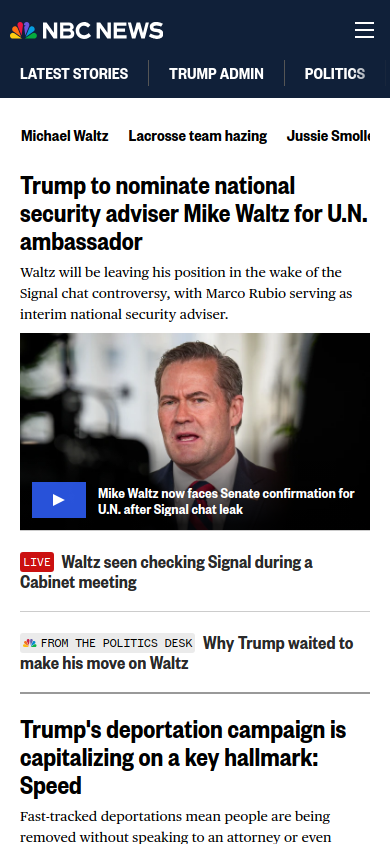 NBC NEWS
LATEST STORIES
TRUMP ADMIN
POLITICS
Michael Waltz
Lacrosse team hazing
Jussie Smolle
Trump to nominate national
security adviser Mike Waltz for U.N.
ambassador
Waltz will be leaving his position in the wake of the
Signal chat controversy, with Marco Rubio serving as
interim national security adviser.
Mike Waltz now faces Senate confirmation for
U.N. after Signal chat leak
LIVE Waltz seen checking Signal during a
Cabinet meeting
FROM THE POLITICS DESK Why Trump waited to
make his move on Waltz
Trump's deportation campaign is
capitalizing on a key hallmark:
Speed
Fast-tracked deportations mean people are being
removed without speaking to an attorney or even